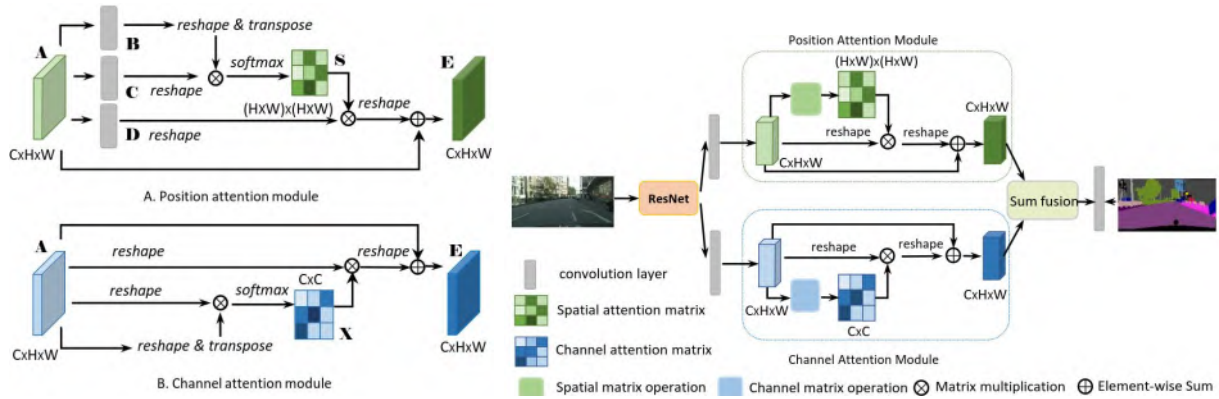 reshape & transpose
A
B
softmax
S
E
C
reshape
(HxW)x(HxW)
reshape
D
reshape
CxHxW
CxHxW
A. Position attention module
A
reshape
reshape
E
CxC
reshape
softmax
X
CxHxW
reshape & transpose
CxHxW
B. Channel attention module
Position Attention Module
(HxW)x(HxW)
CxHxW
reshape
reshape
CxHxW
ResNet
Sum fusion
reshape
reshape
CxHxW
CxHxW
CxC
Channel Attention Module
convolution layer
Spatial attention matrix
Channel attention matrix
Spatial matrix operation
Channel matrix operation
Matrix multiplication
Element-wise Sum